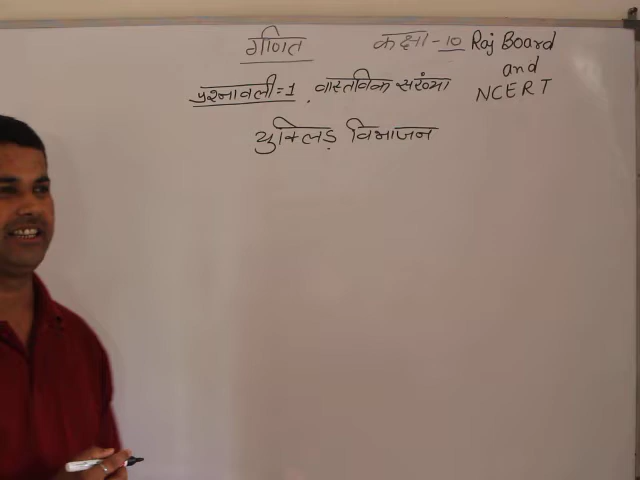 गणित कक्षा - 10 Raj Board
and
प्रश्नावली = 1 . वास्तविक संख्या NCERT
युक्लिड़ विभाजन